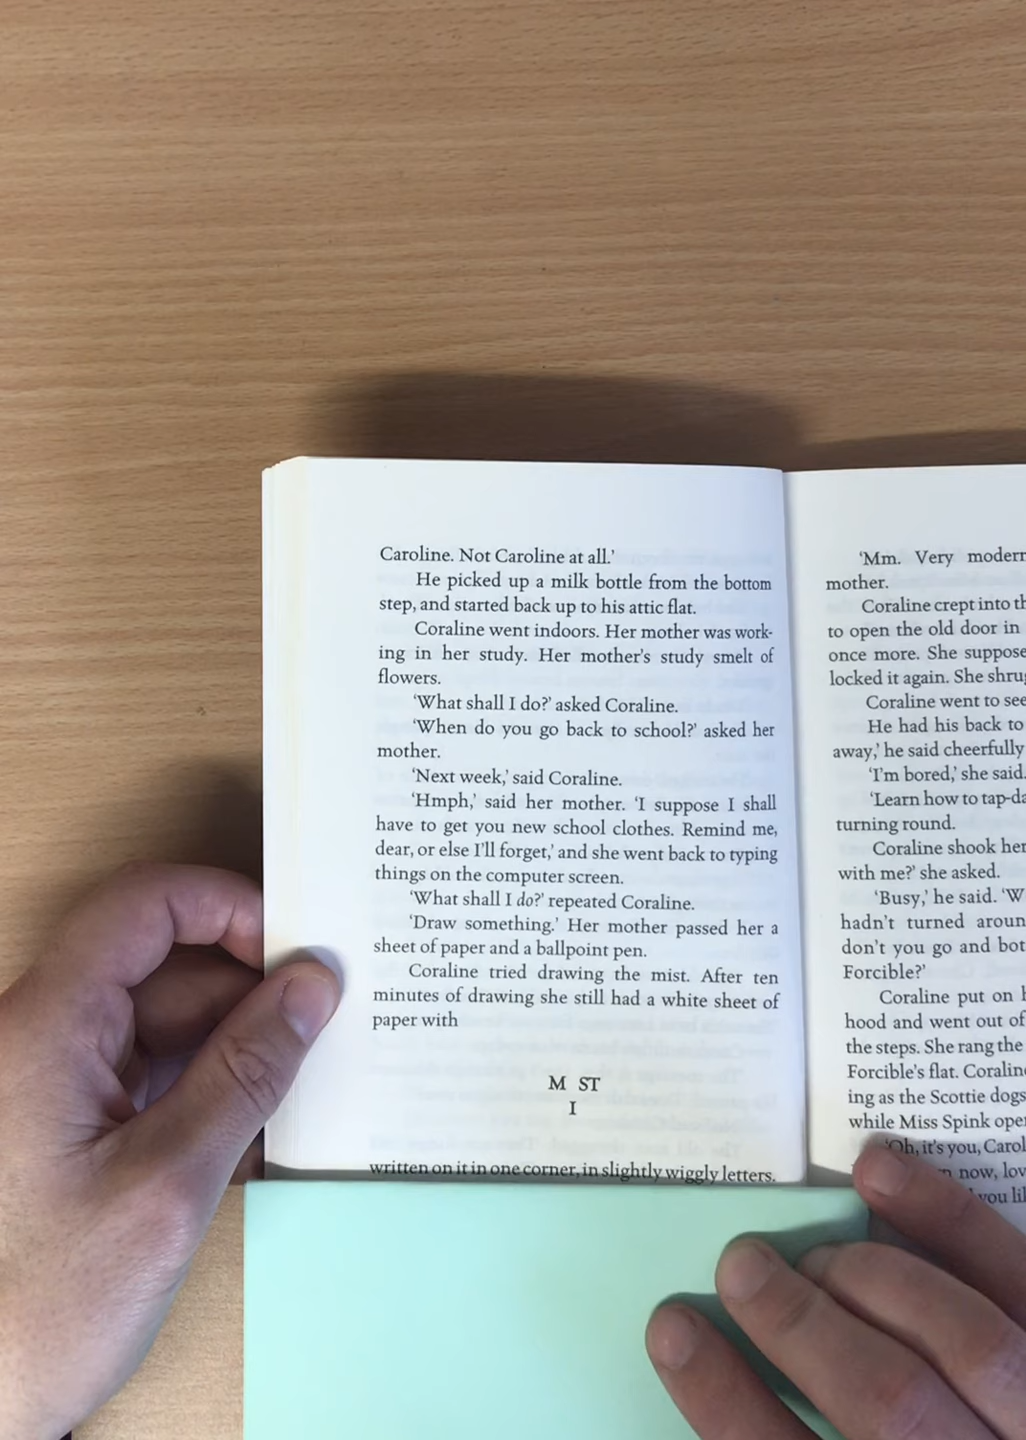 Caroline. Not Caroline at all.’
He picked up a milk bottle from the bottom
step, and started back up to his attic flat.
Coraline went indoors. Her mother was work-
ing in her study. Her mother’s study smelt of
flowers.
‘What shall I do?’ asked Coraline.
‘When do you go back to school?’ asked her
mother.
‘Next week,’ said Coraline.
‘Hmph,’ said her mother. ‘I suppose I shall
have to get you new school clothes. Remind me,
dear, or else I’ll forget,’ and she went back to typing
things on the computer screen.
‘What shall I do?’ repeated Coraline.
‘Draw something.’ Her mother passed her a
sheet of paper and a ballpoint pen.
Coraline tried drawing the mist. After ten
minutes of drawing she still had a white sheet of
paper with
M ST
I
written on it in one corner, in slightly wiggly letters.
‘Mm. Very modern
mother.
Coraline crept into
to open the old door in
once more. She
locked it again. She
Coraline went to see
He had his back to
away,’ he said cheerfully
‘I’m bored,’ she said.
‘Learn how to
turning round.
Coraline shook her
with me?’ she asked.
‘Busy,’ he said.
hadn’t turned
don’t you go and
Forcible?’
Coraline put on
hood and went out of
the steps. She rang the
Forcible’s flat.
ing as the Scottie dogs
while Miss Spink
‘Oh, it’s you,
now,
you